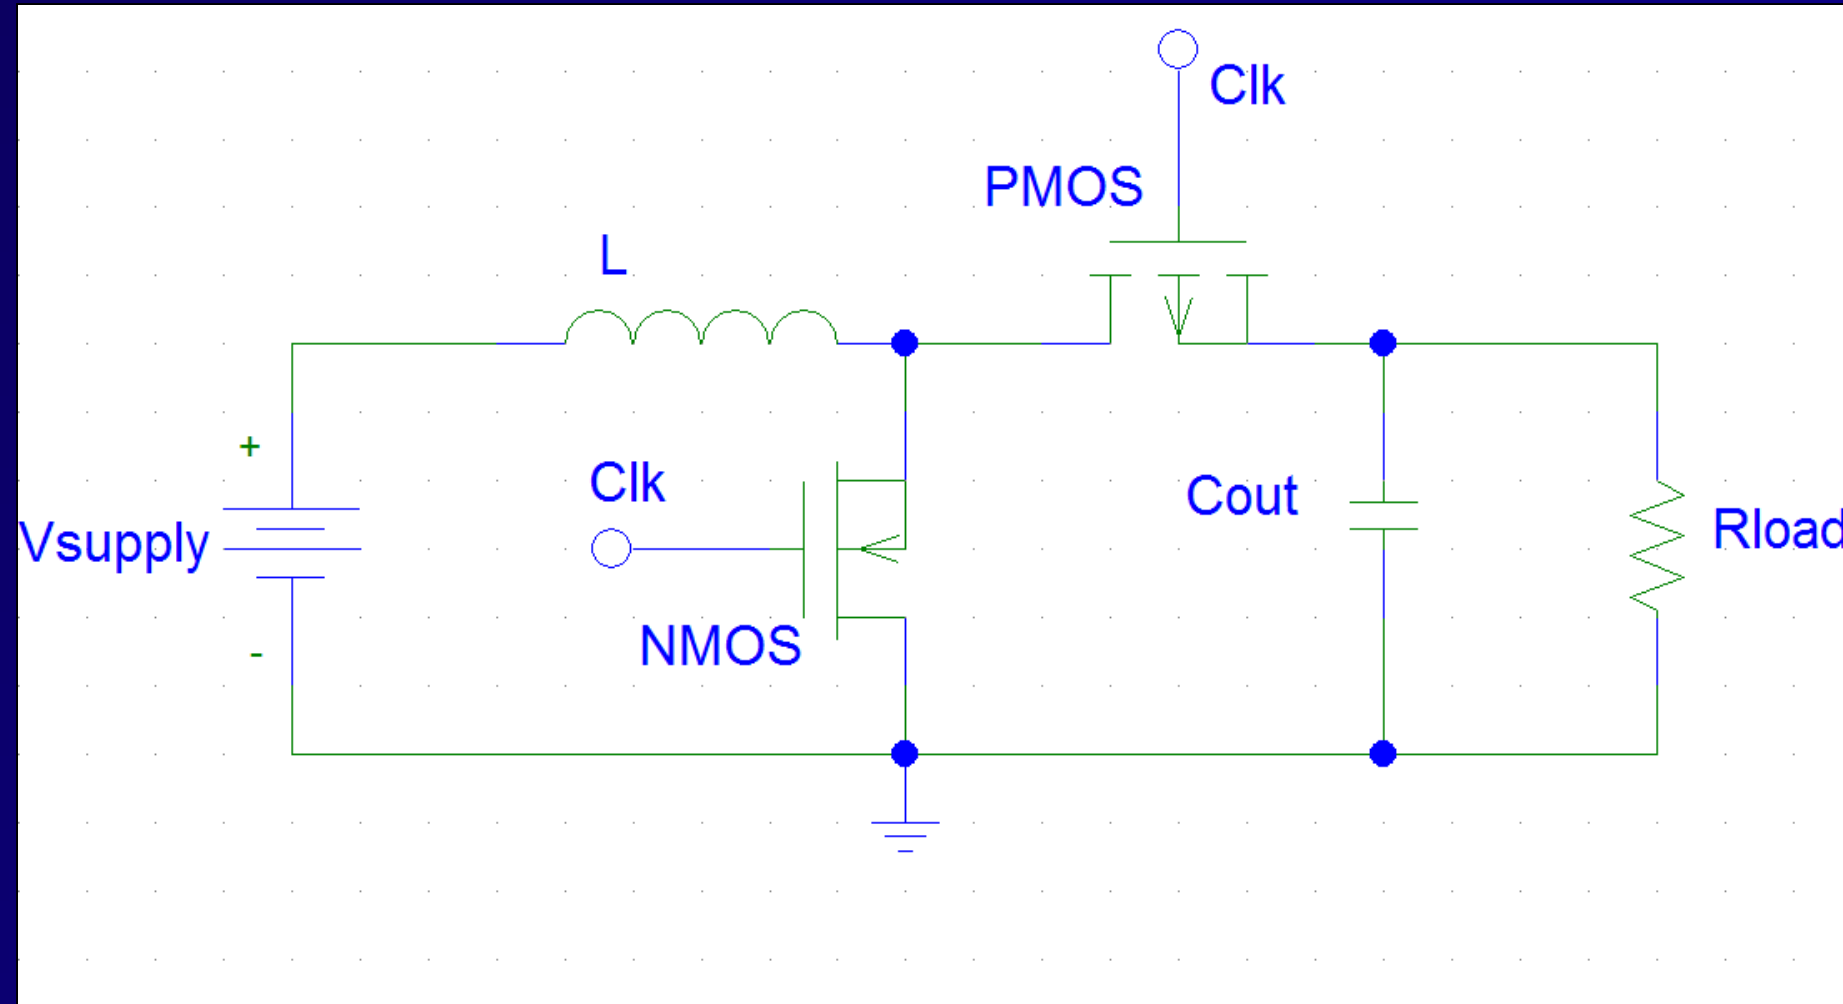 Clk
PMOS
L
+
Clk
Cout
Vsupply
Rload
NMOS
-